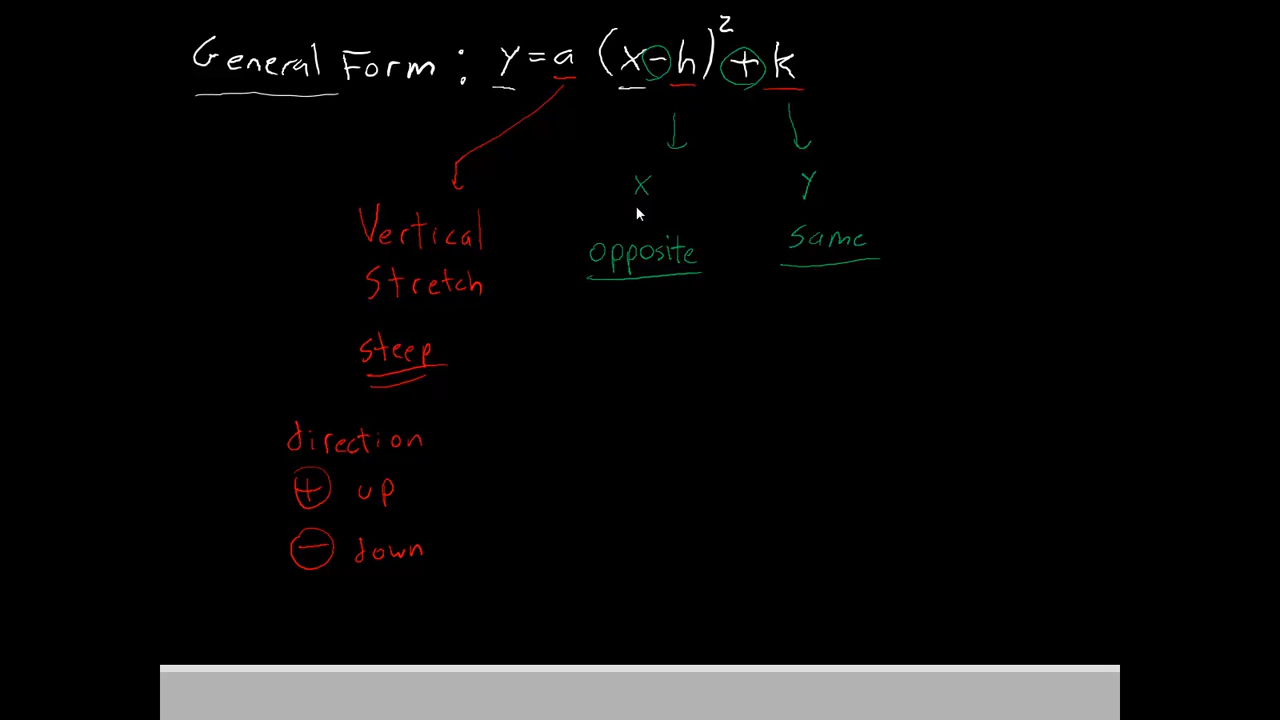 General Form : y = a (x - h)² + k
x
y
Vertical
opposite
same
Stretch
steep
direction
+ up
- down